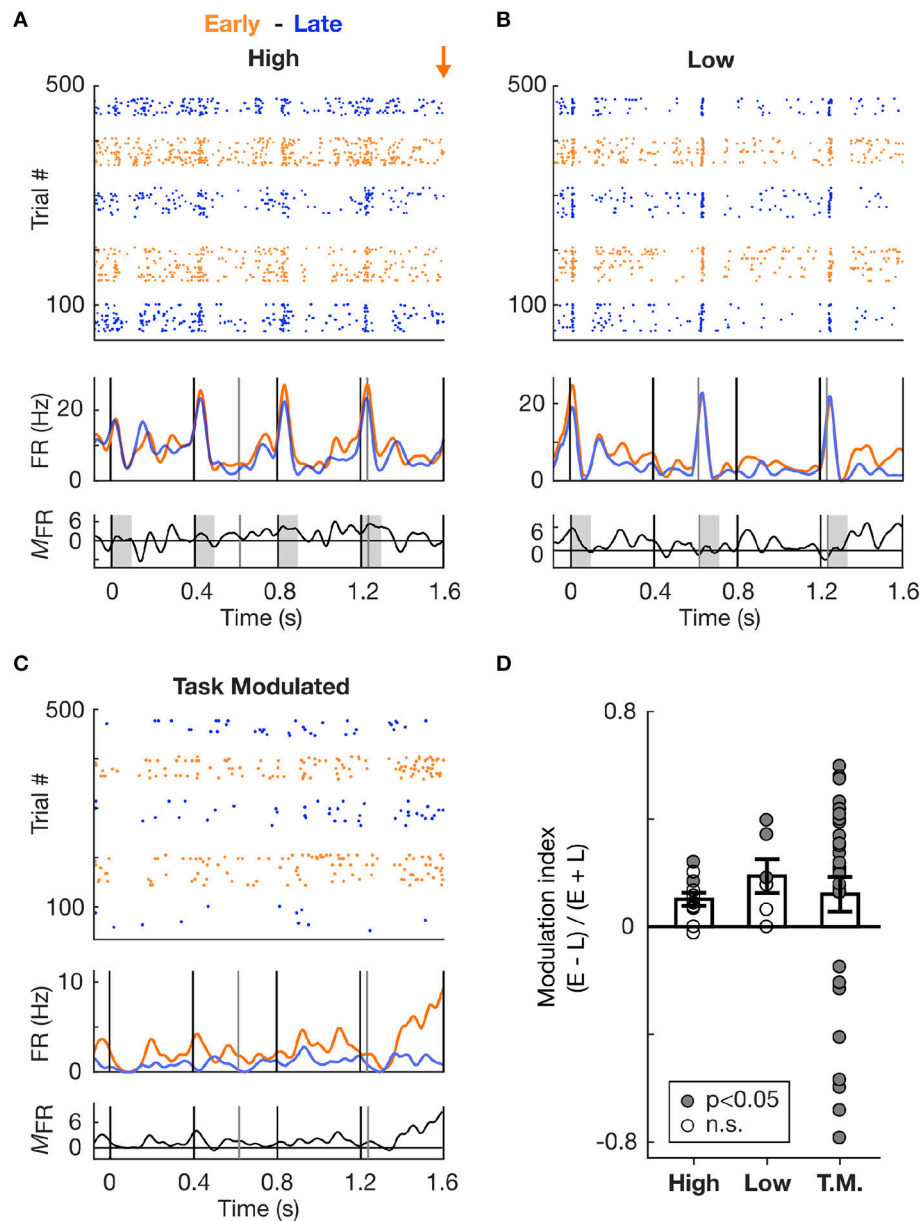 A
Early - Late
High
B
Low
500
Trial #
100
20
FR (Hz)
0
6
MFR
0
0 0.4 0.8 1.2 1.6
Time (s)
20
0
6
0
0 0.4 0.8 1.2 1.6
Time (s)
C
Task Modulated
500
Trial #
100
10
FR (Hz)
0
6
MFR
0
0 0.4 0.8 1.2 1.6
Time (s)
D
0.8
Modulation index
(E - L) / (E + L)
0
p<0.05
n.s.
-0.8
High Low T.M.